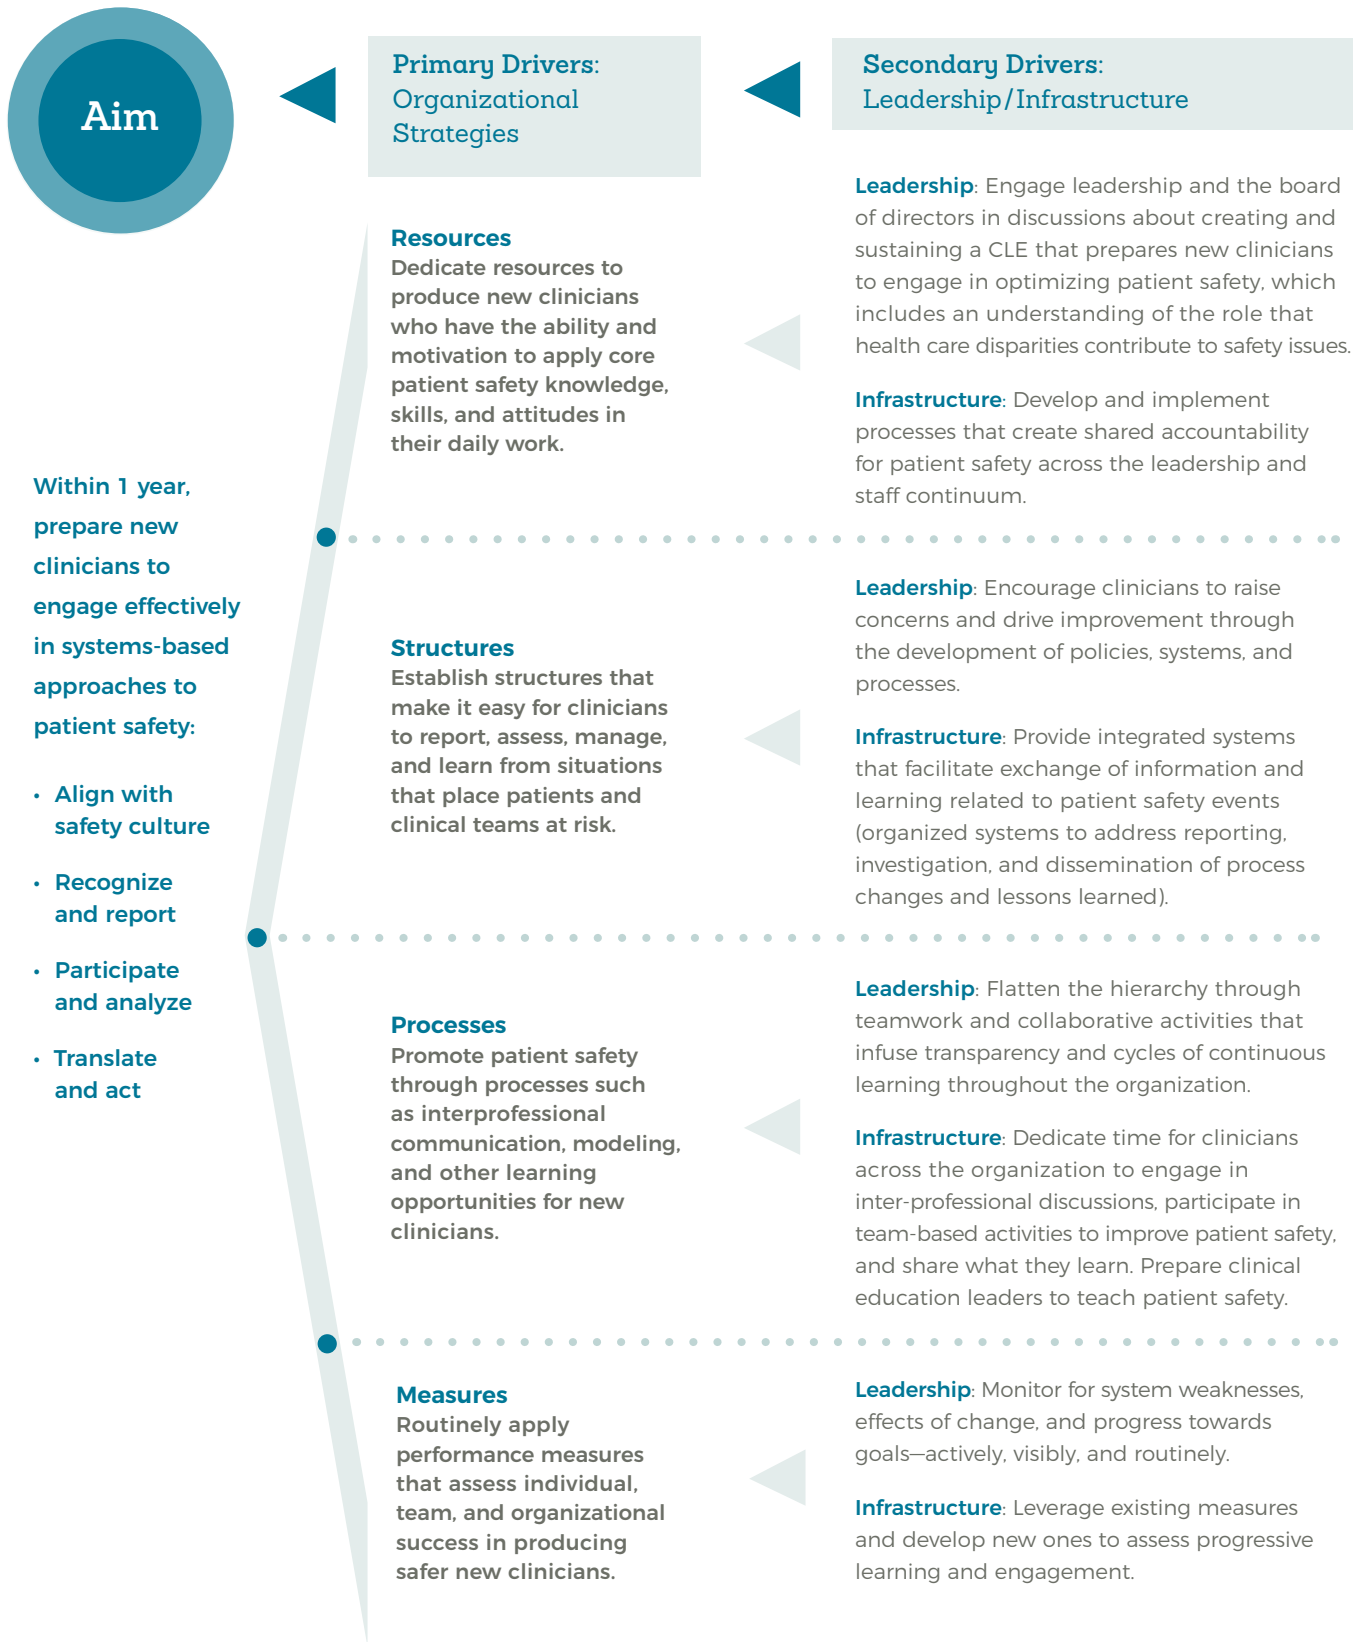 Aim
Primary Drivers:
Organizational
Strategies
Secondary Drivers:
Leadership/Infrastructure
Within 1 year,
prepare new
clinicians to
engage effectively
in systems-based
approaches to
patient safety:
• Align with
safety culture
• Recognize
and report
• Participate
and analyze
• Translate
and act
Resources
Dedicate resources to
produce new clinicians
who have the ability and
motivation to apply core
patient safety knowledge,
skills, and attitudes in
their daily work.
Leadership: Engage leadership and the board
of directors in discussions about creating and
sustaining a CLE that prepares new clinicians
to engage in optimizing patient safety, which
includes an understanding of the role that
health care disparities contribute to safety issues.
Infrastructure: Develop and implement
processes that create shared accountability
for patient safety across the leadership and
staff continuum.
Structures
Establish structures that
make it easy for clinicians
to report, assess, manage,
and learn from situations
that place patients and
clinical teams at risk.
Leadership: Encourage clinicians to raise
concerns and drive improvement through
the development of policies, systems, and
processes.
Infrastructure: Provide integrated systems
that facilitate exchange of information and
learning related to patient safety events
(organized systems to address reporting,
investigation, and dissemination of process
changes and lessons learned).
Processes
Promote patient safety
through processes such
as interprofessional
communication, modeling,
and other learning
opportunities for new
clinicians.
Leadership: Flatten the hierarchy through
teamwork and collaborative activities that
infuse transparency and cycles of continuous
learning throughout the organization.
Infrastructure: Dedicate time for clinicians
across the organization to engage in
inter-professional discussions, participate in
team-based activities to improve patient safety,
and share what they learn. Prepare clinical
education leaders to teach patient safety.
Measures
Routinely apply
performance measures
that assess individual,
team, and organizational
success in producing
safer new clinicians.
Leadership: Monitor for system weaknesses,
effects of change, and progress towards
goals—actively, visibly, and routinely.
Infrastructure: Leverage existing measures
and develop new ones to assess progressive
learning and engagement.